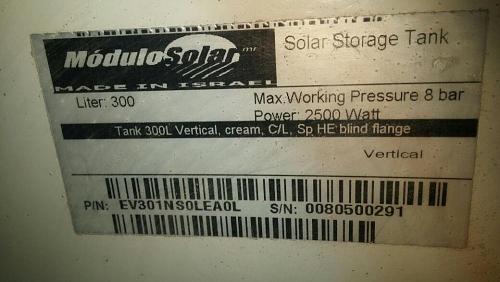 MóduloSolar mr
Solar Storage Tank
MADE IN ISRAEL
Liter: 300
Max.Working Pressure 8 bar
Power: 2500 Watt
Tank 300L Vertical, cream, C/L, Sp HE blind flange
Vertical
P/N: EV301NS0LEA0L S/N: 0080500291